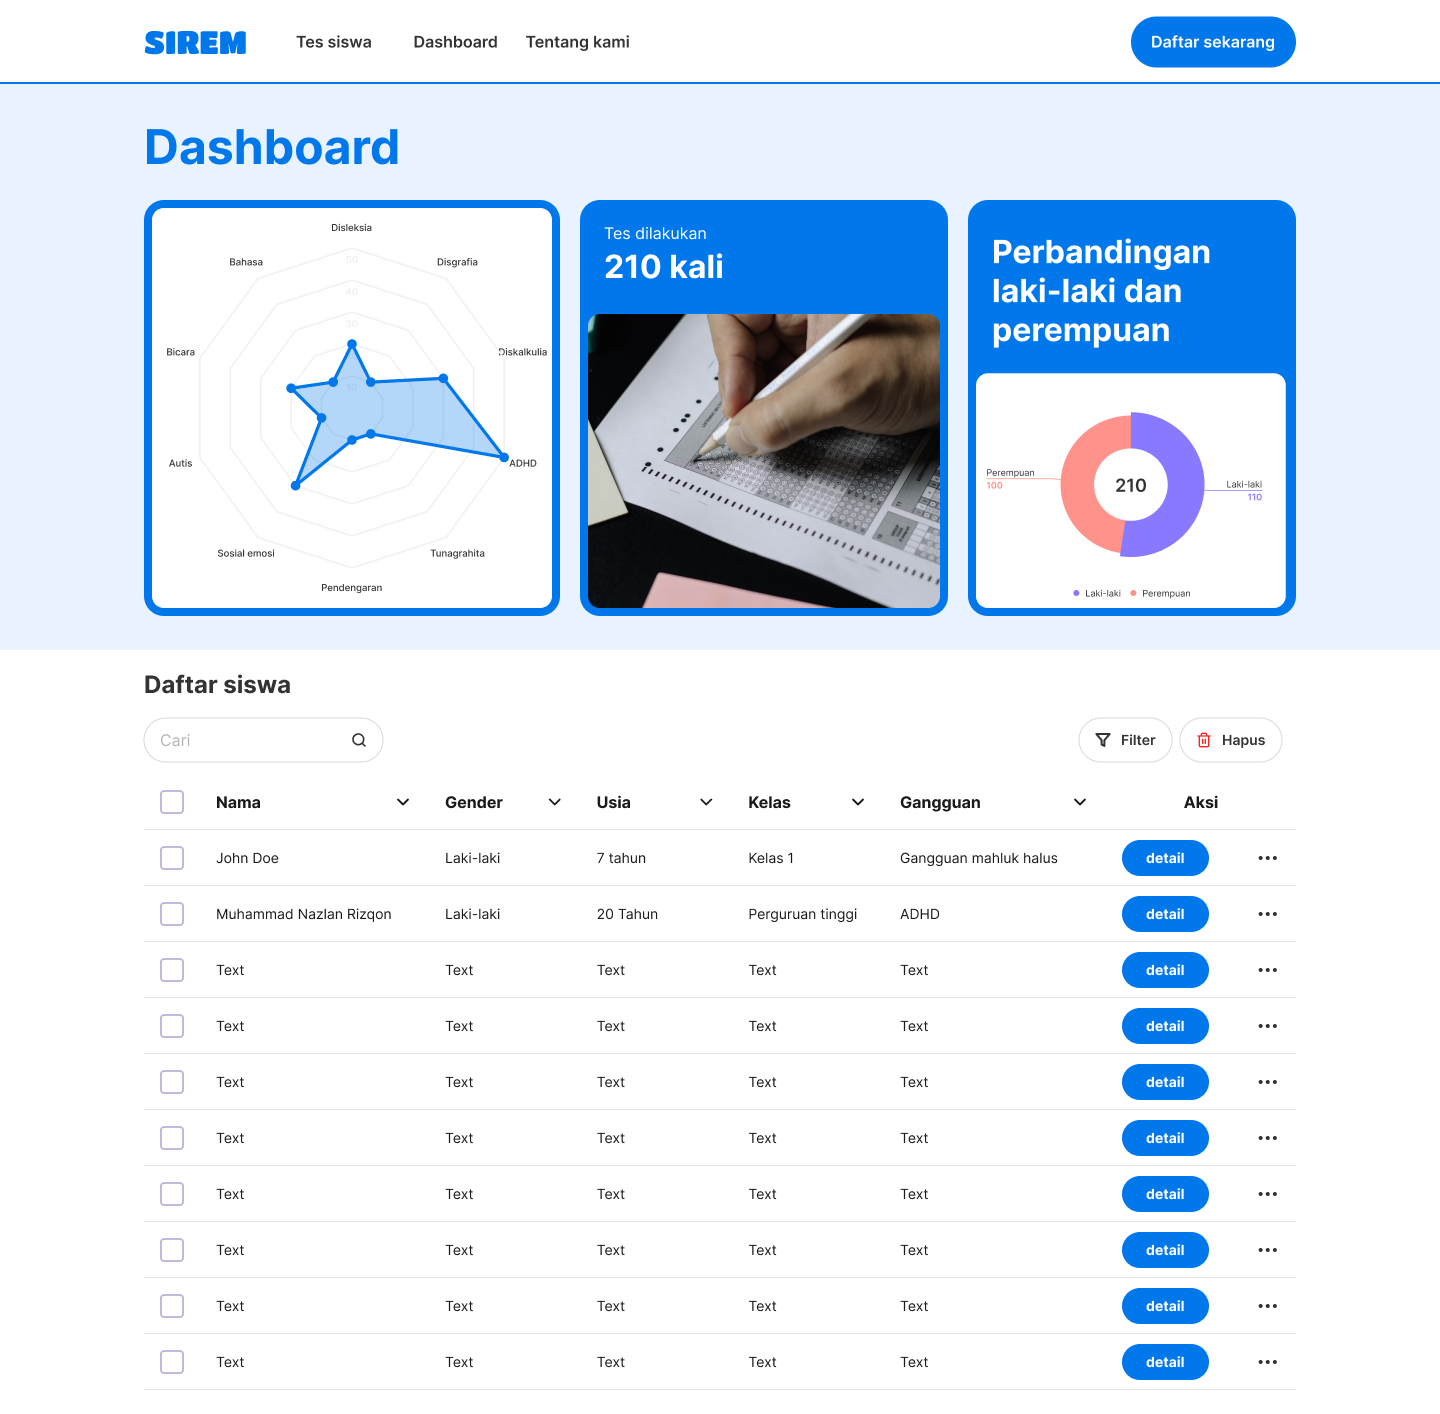 SIREM
Tes siswa
Dashboard
Tentang kami
Daftar sekarang
Dashboard
Disleksia
Disgrafia
Diskalkulia
ADHD
Tunagrahita
Pendengaran
Sosial emosi
Autis
Bicara
Bahasa
50
40
30
10
Tes dilakukan
210 kali
Perbandingan
laki-laki dan
perempuan
Perempuan
100
210
Laki-laki
110
Laki-laki
Perempuan
Daftar siswa
Cari
Filter
Hapus
Nama Gender Usia Kelas Gangguan Aksi
John Doe Laki-laki 7 tahun Kelas 1 Gangguan mahluk halus detail
Muhammad Nazlan Rizqon Laki-laki 20 Tahun Perguruan tinggi ADHD detail
Text Text Text Text Text detail
Text Text Text Text Text detail
Text Text Text Text Text detail
Text Text Text Text Text detail
Text Text Text Text Text detail
Text Text Text Text Text detail
Text Text Text Text Text detail
Text Text Text Text Text detail